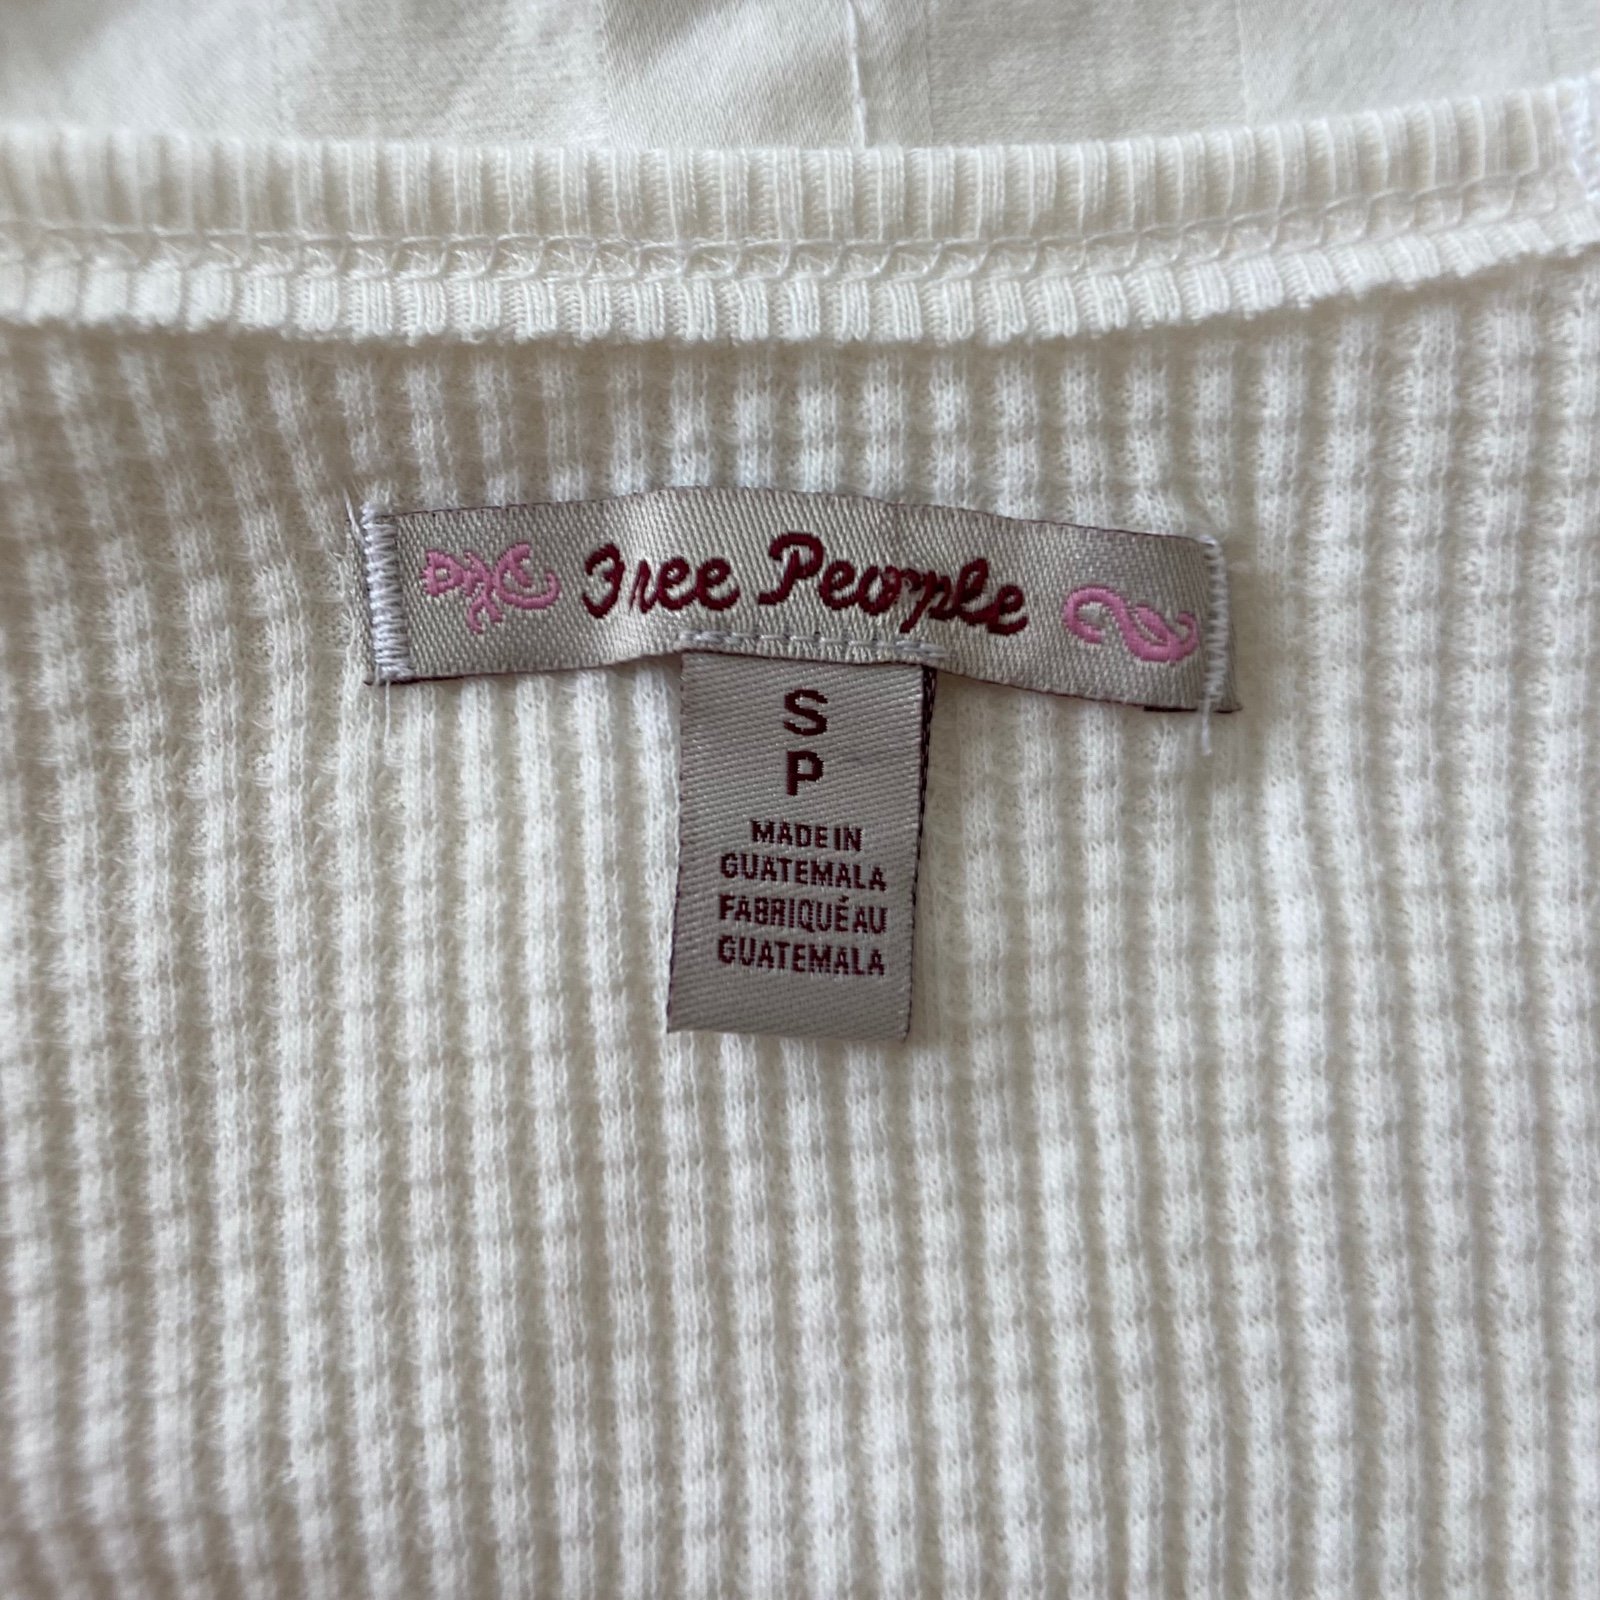 Free People
S
P
MADE IN
GUATEMALA
FABRIQUÉ AU
GUATEMALA